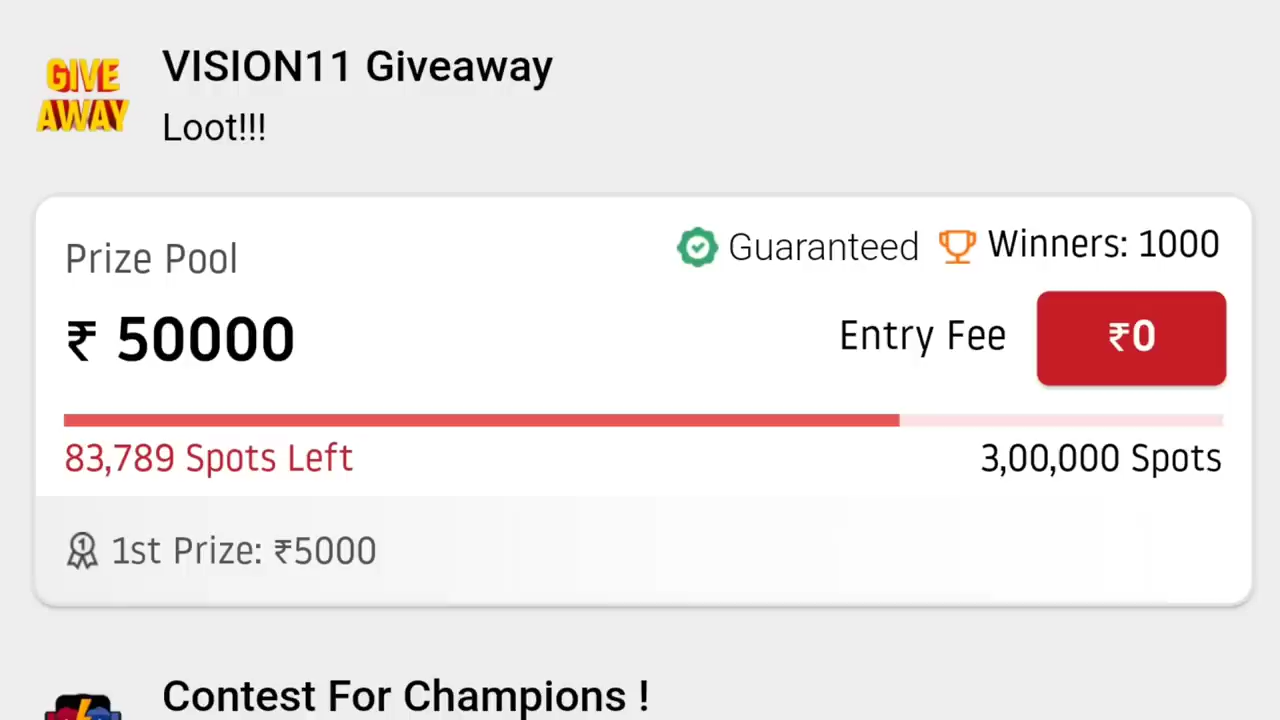 GIVE
AWAY
VISION11 Giveaway
Loot!!!
Prize Pool
Guaranteed
Winners: 1000
₹ 50000
Entry Fee
₹0
83,789 Spots Left
3,00,000 Spots
1
1st Prize: ₹5000
Contest For Champions !